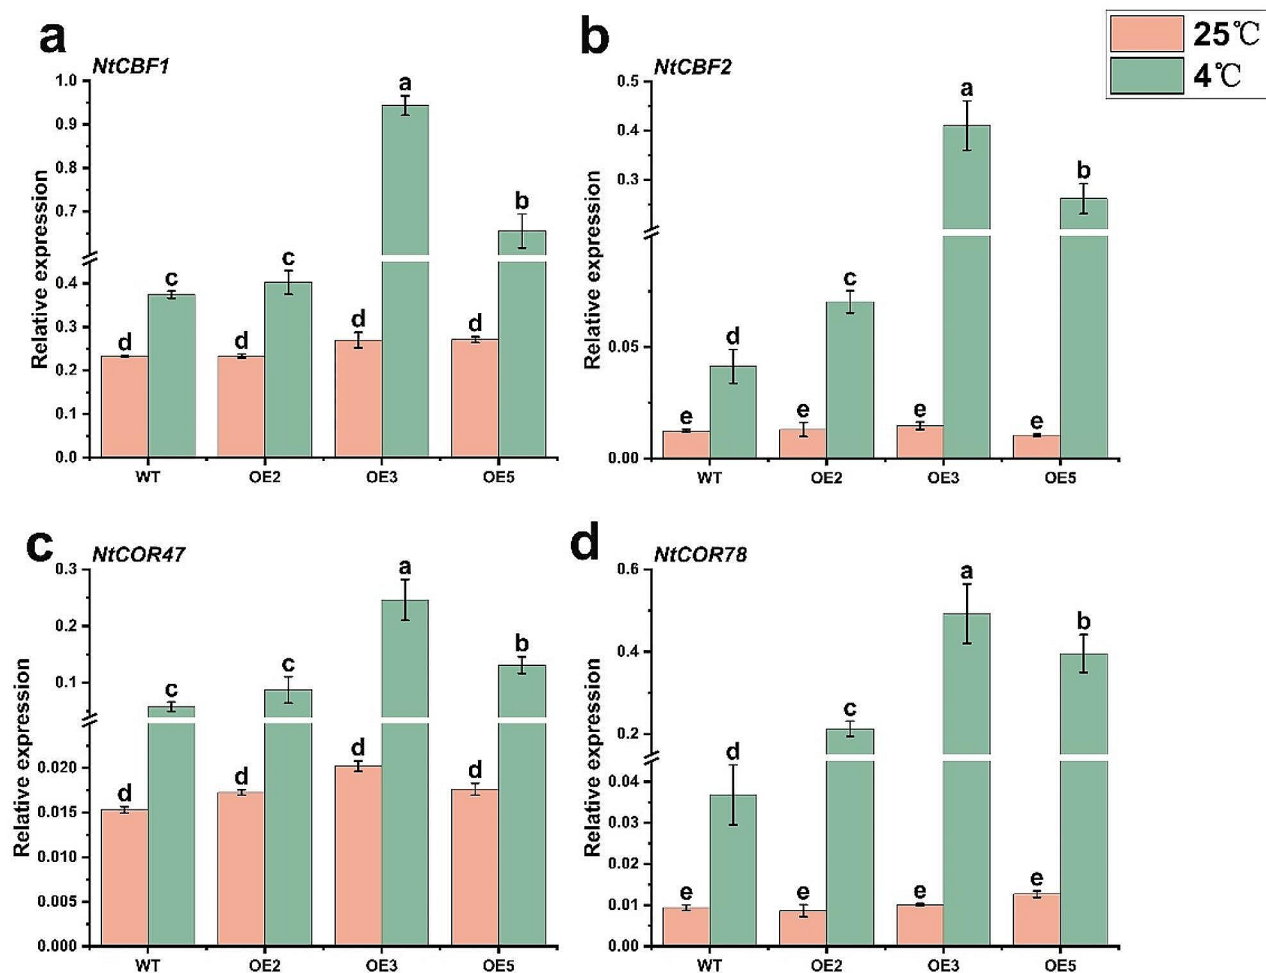 a
NtCBF1
Relative expression
1.0
0.9
0.8
0.7
0.4
0.3
0.2
0.1
0.0
d
c
d
c
d
a
d
b
WT
OE2
OE3
OE5
b
NtCBF2
Relative expression
0.5
0.4
0.3
0.05
0.00
e
d
e
c
e
a
e
b
WT
OE2
OE3
OE5
25℃
4℃
c
NtCOR47
Relative expression
0.3
0.2
0.1
0.020
0.015
0.010
0.005
0.000
d
c
d
c
d
a
d
b
WT
OE2
OE3
OE5
d
NtCOR78
Relative expression
0.6
0.4
0.2
0.04
0.03
0.02
0.01
0.00
e
d
e
c
e
a
e
b
WT
OE2
OE3
OE5